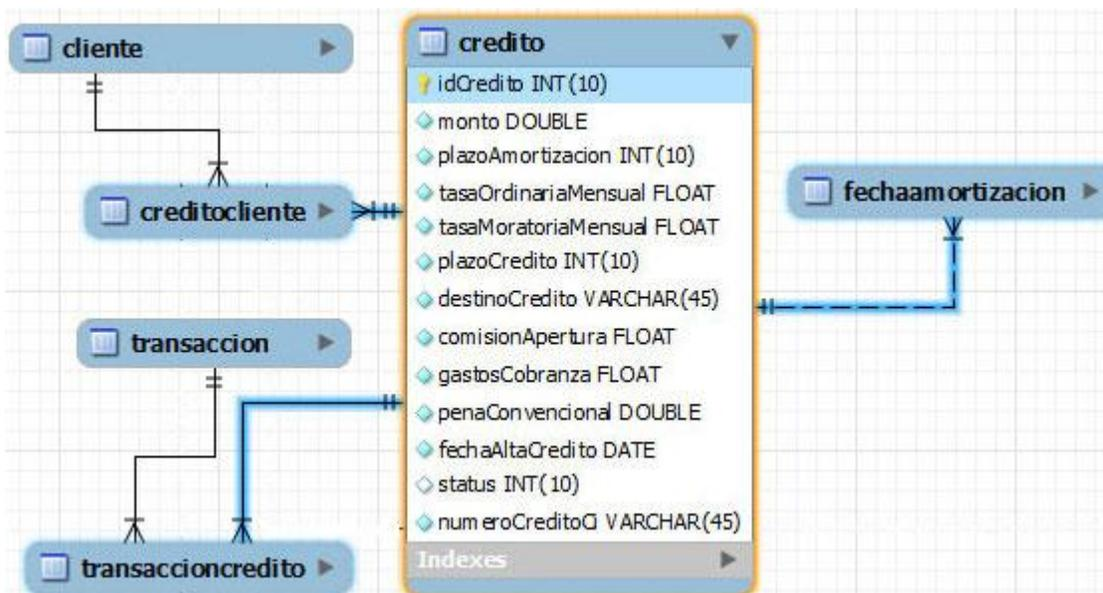 cliente
creditocliente
transaccion
transaccioncredito
credito
idCredito INT(10)
monto DOUBLE
plazoAmortizacion INT(10)
tasaOrdinariaMensual FLOAT
tasaMoratoriaMensual FLOAT
plazoCredito INT(10)
destinoCredito VARCHAR(45)
comisionApertura FLOAT
gastosCobranza FLOAT
penaConvencional DOUBLE
fechaAltaCredito DATE
status INT(10)
numeroCreditoCi VARCHAR(45)
Indexes
fechaamortizacion